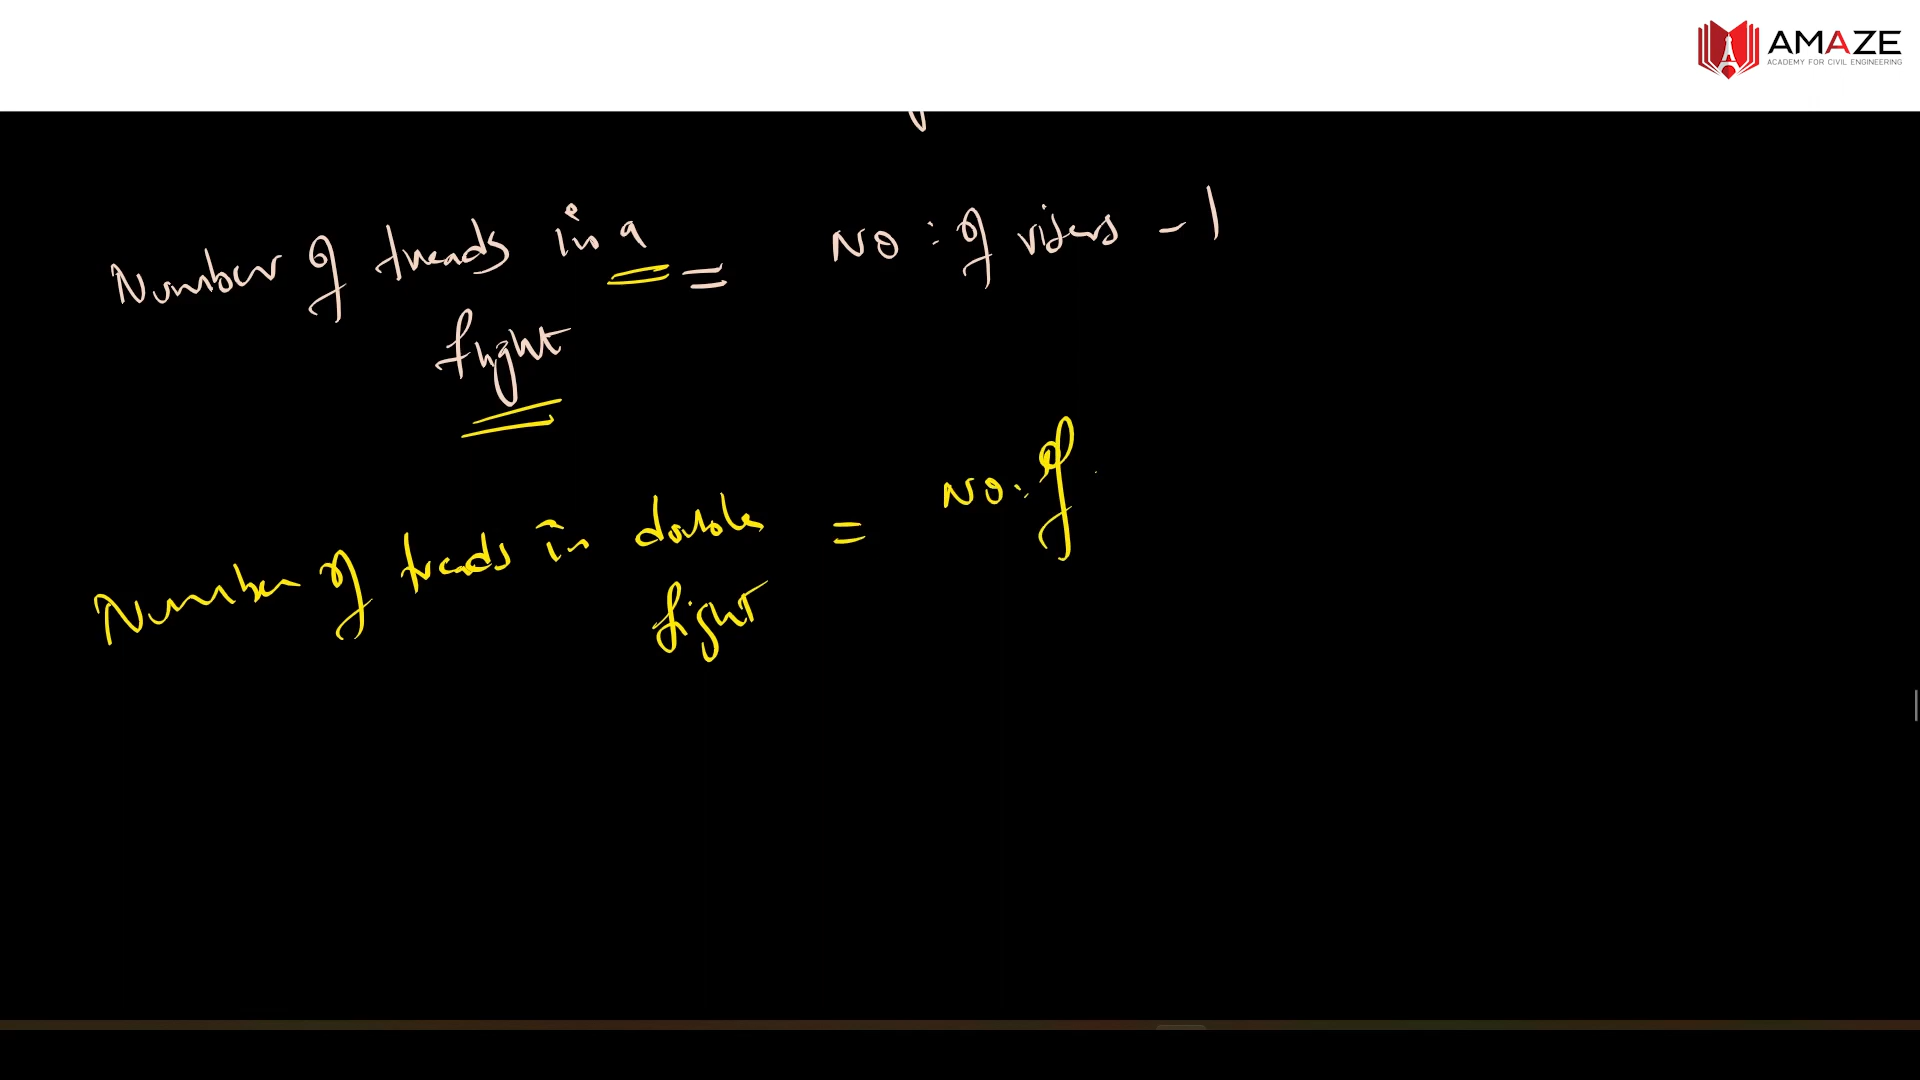 AMAZE
ACADEMY FOR CIVIL ENGINEERING
Number of treads in a = NO: of risers - 1
flight
Number of treads in double = NO: of
flight